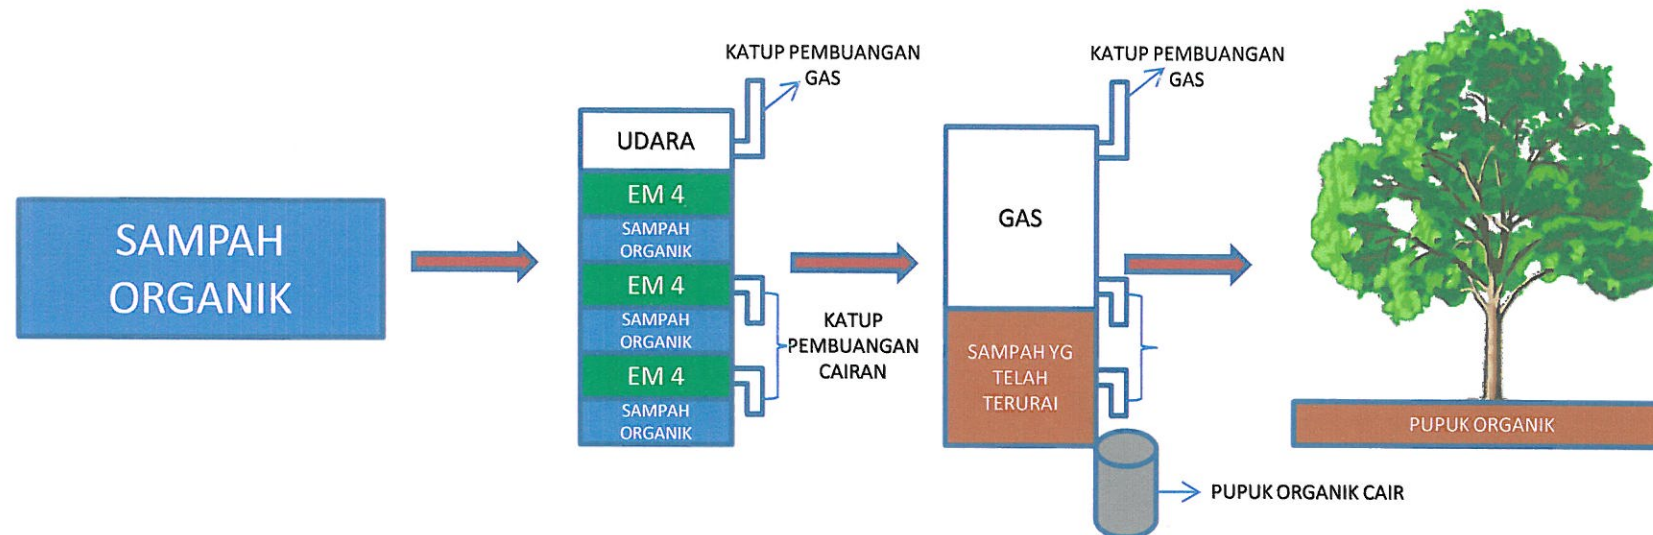 SAMPAH
ORGANIK
KATUP PEMBUANGAN
GAS
UDARA
EM 4
SAMPAH
ORGANIK
EM 4
SAMPAH
ORGANIK
EM 4
SAMPAH
ORGANIK
KATUP
PEMBUANGAN
CAIRAN
KATUP PEMBUANGAN
GAS
GAS
SAMPAH YG
TELAH
TERURAI
PUPUK ORGANIK CAIR
PUPUK ORGANIK